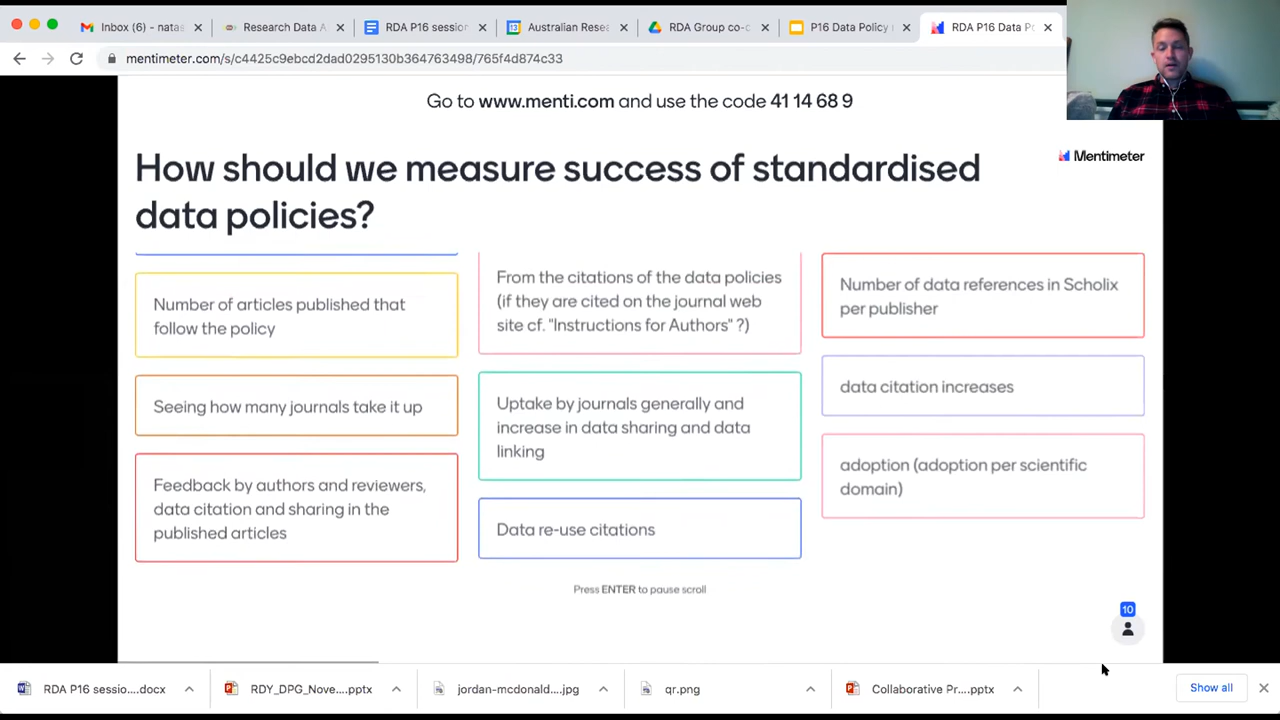 Inbox (6) - natas
Research Data A
RDA P16 sessio
Australian Resea
RDA Group co-c
P16 Data Policy
RDA P16 Data Po
mentimeter.com/s/c4425c9ebcd2dad0295130b364763498/765f4d874c33
Go to www.menti.com and use the code 41 14 68 9
Mentimeter
How should we measure success of standardised
data policies?
Number of articles published that
follow the policy
Seeing how many journals take it up
Feedback by authors and reviewers,
data citation and sharing in the
published articles
From the citations of the data policies
(if they are cited on the journal web
site cf. "Instructions for Authors" ?)
Uptake by journals generally and
increase in data sharing and data
linking
Data re-use citations
Number of data references in Scholix
per publisher
data citation increases
adoption (adoption per scientific
domain)
Press ENTER to pause scroll
10
RDA P16 sessio....docx
RDY_DPG_Nove....pptx
jordan-mcdonald....jpg
qr.png
Collaborative Pr....pptx
Show all